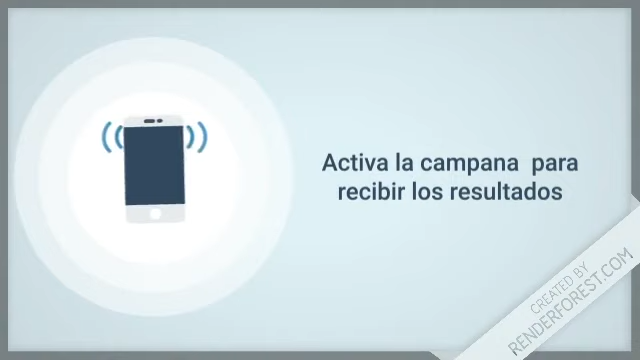 Activa la campana para
recibir los resultados
CREATED BY
RENDERFOREST.COM